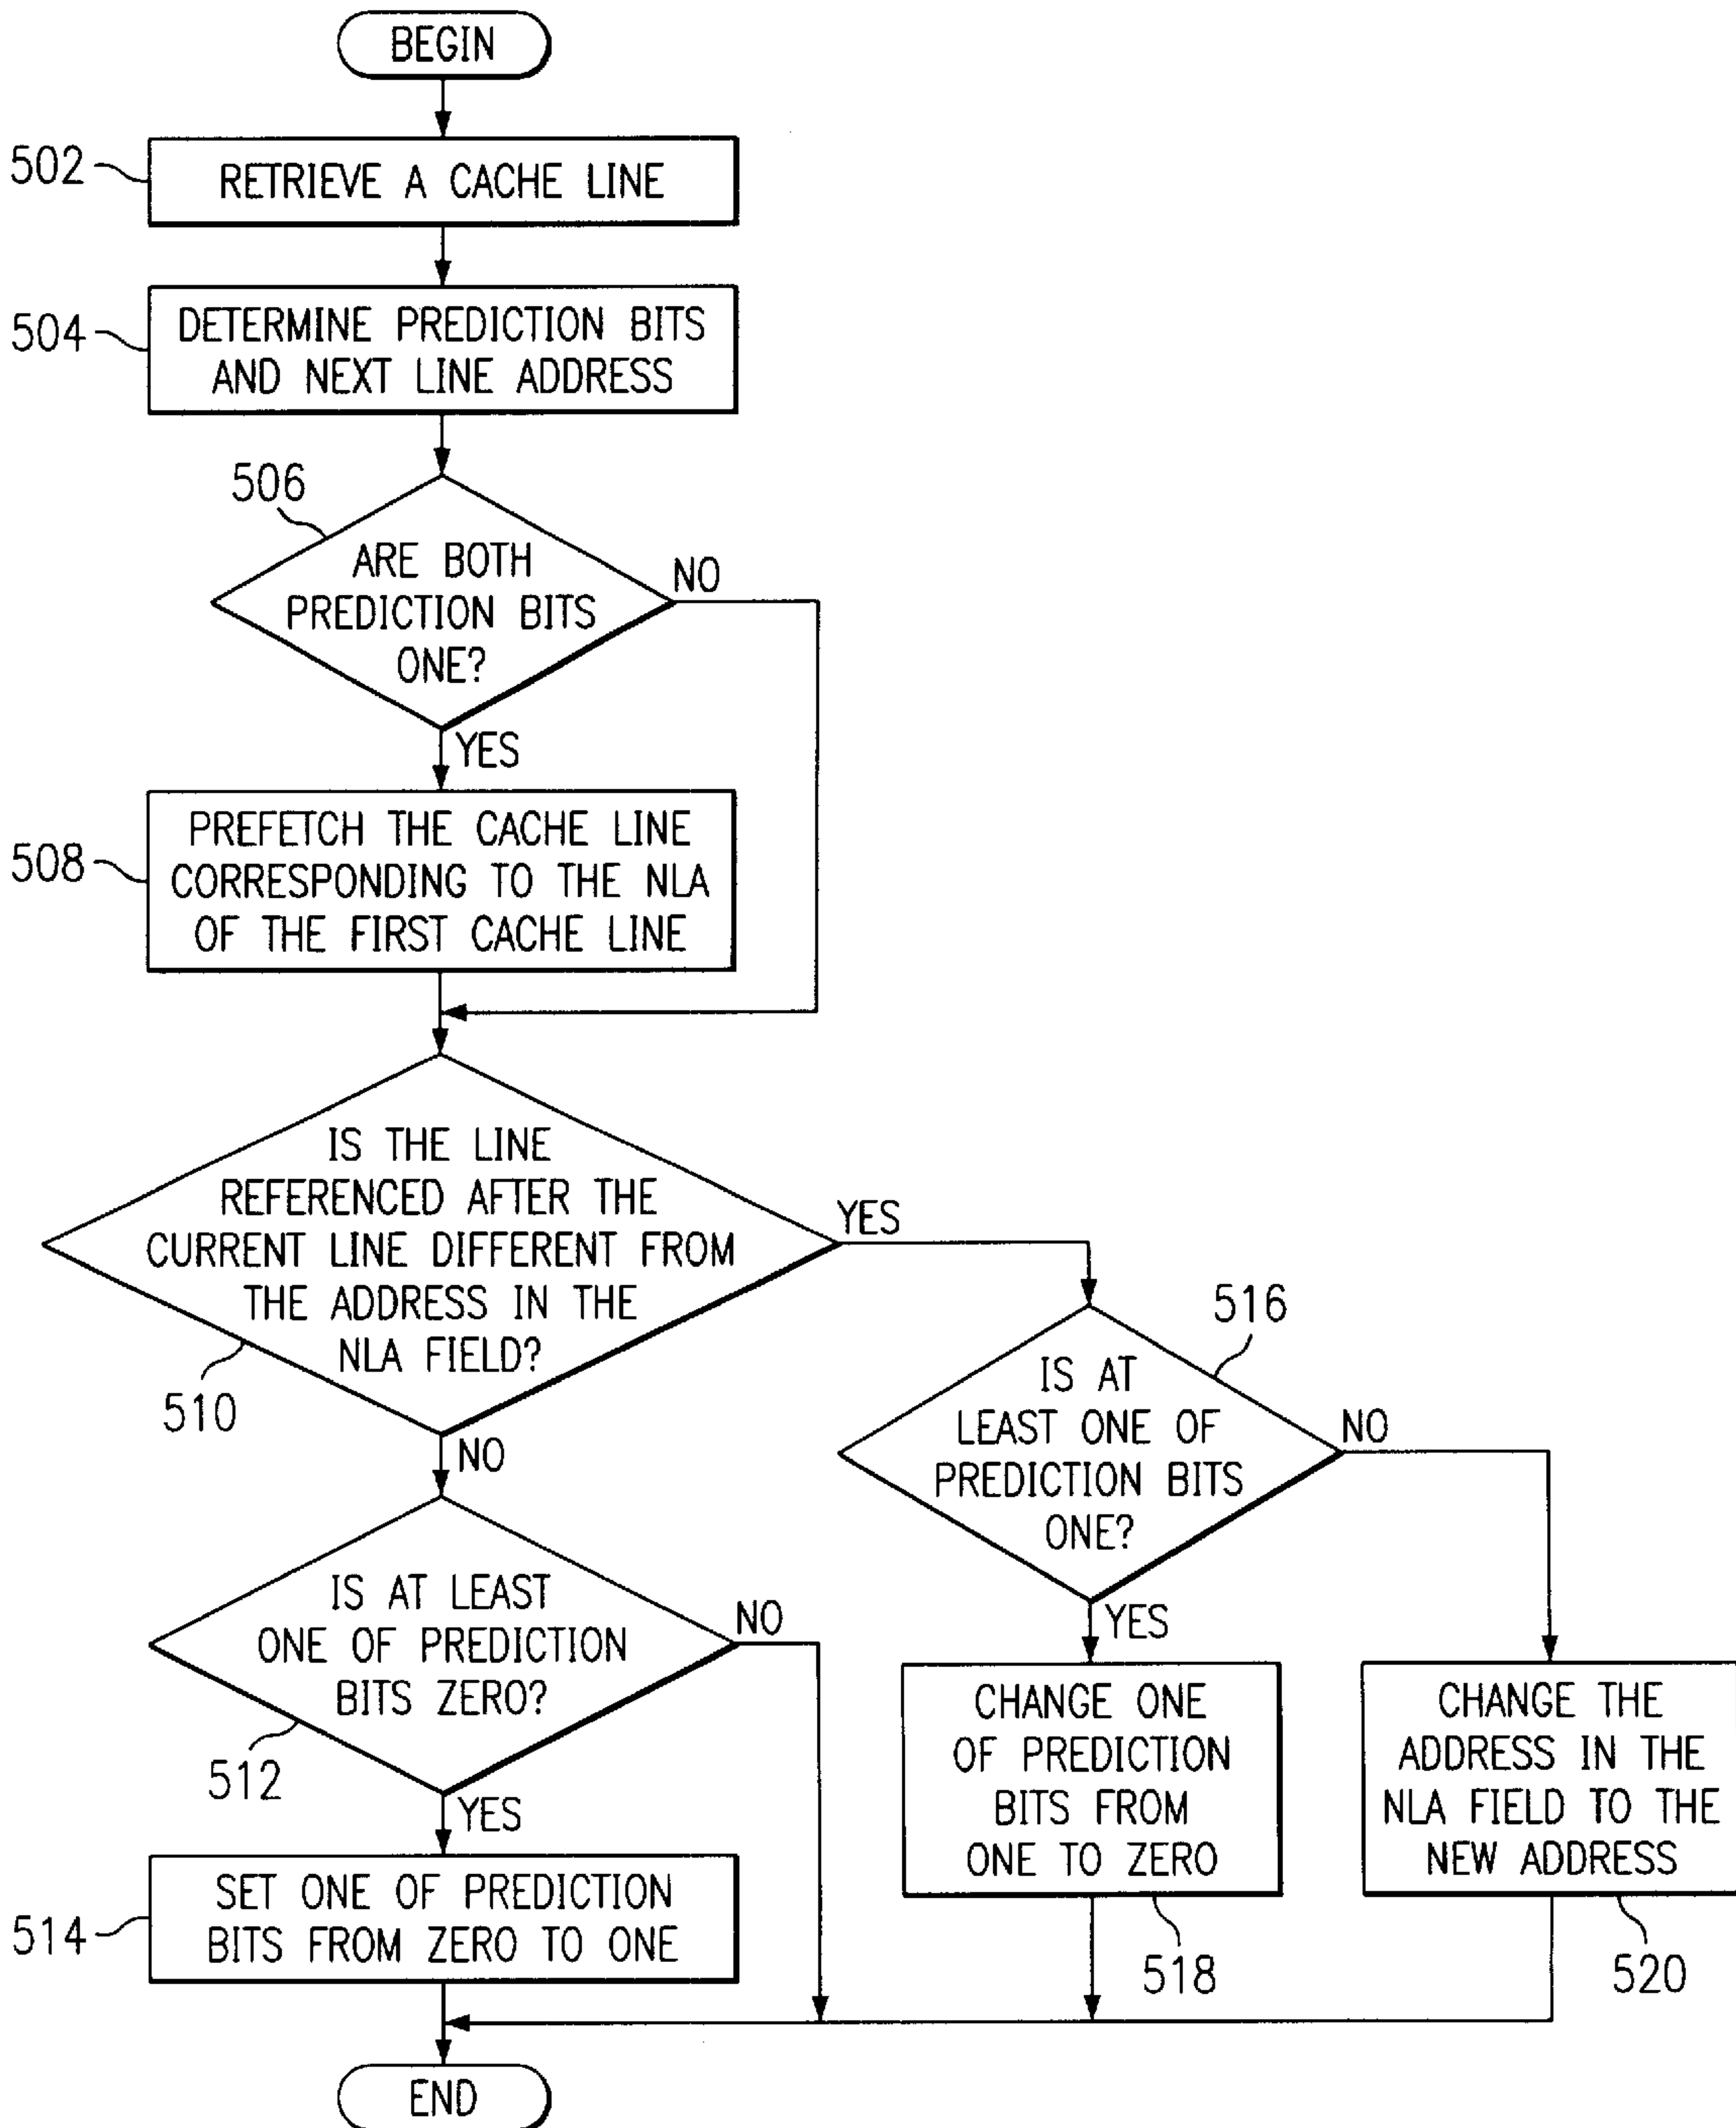 BEGIN
502
RETRIEVE A CACHE LINE
504
DETERMINE PREDICTION BITS
AND NEXT LINE ADDRESS
506
ARE BOTH
PREDICTION BITS
ONE?
NO
YES
508
PREFETCH THE CACHE LINE
CORRESPONDING TO THE NLA
OF THE FIRST CACHE LINE
IS THE LINE
REFERENCED AFTER THE
CURRENT LINE DIFFERENT FROM
THE ADDRESS IN THE
NLA FIELD?
YES
510
NO
516
IS AT
LEAST ONE OF
PREDICTION BITS
ONE?
NO
YES
IS AT LEAST
ONE OF PREDICTION
BITS ZERO?
NO
512
YES
CHANGE ONE
OF PREDICTION
BITS FROM
ONE TO ZERO
518
CHANGE THE
ADDRESS IN THE
NLA FIELD TO THE
NEW ADDRESS
520
514
SET ONE OF PREDICTION
BITS FROM ZERO TO ONE
END